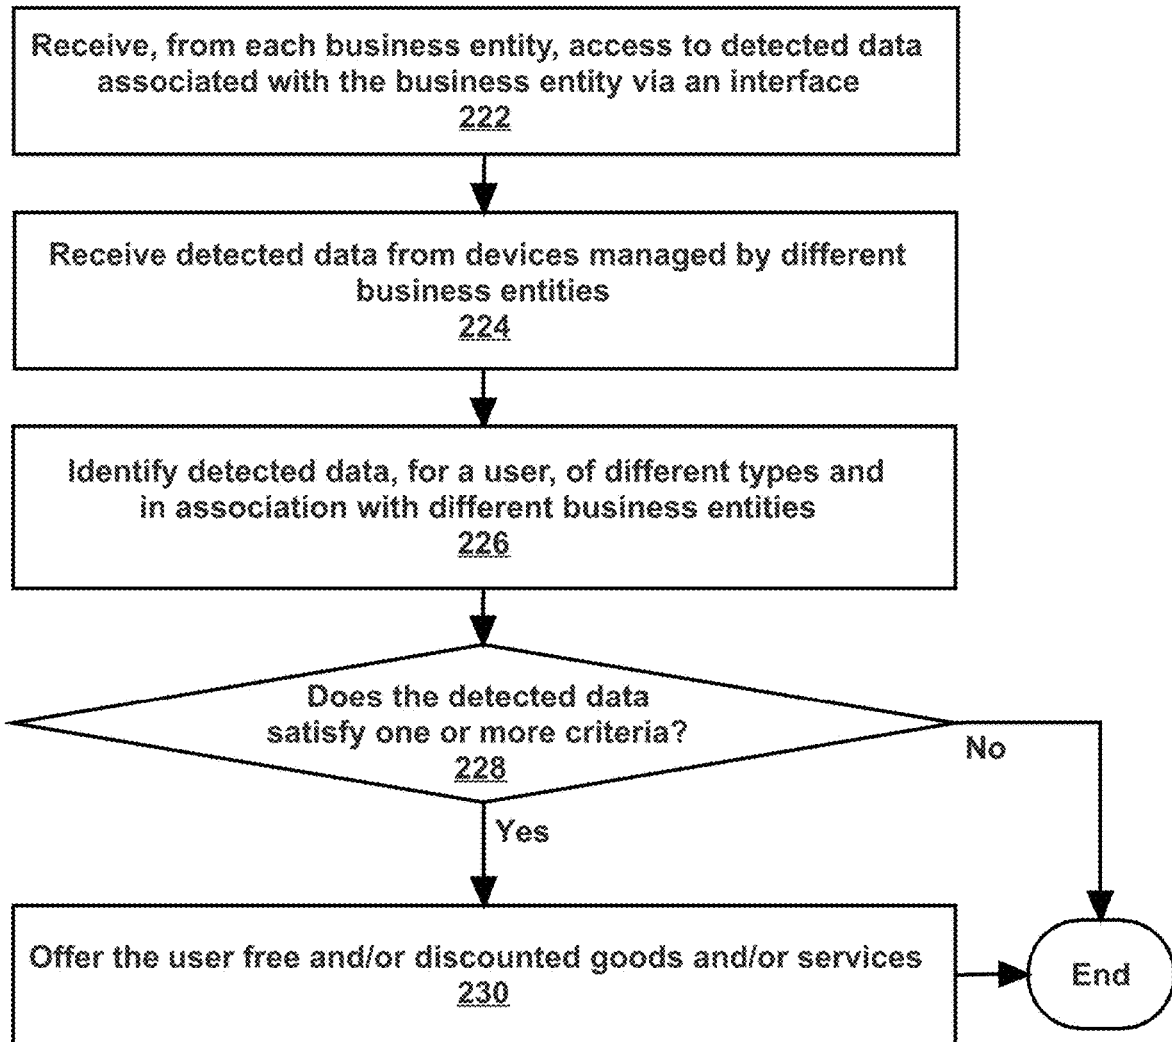 Receive, from each business entity, access to detected data
associated with the business entity via an interface
222
Receive detected data from devices managed by different
business entities
224
Identify detected data, for a user, of different types and
in association with different business entities
226
Does the detected data
satisfy one or more criteria?
228
No
Yes
Offer the user free and/or discounted goods and/or services
230
End